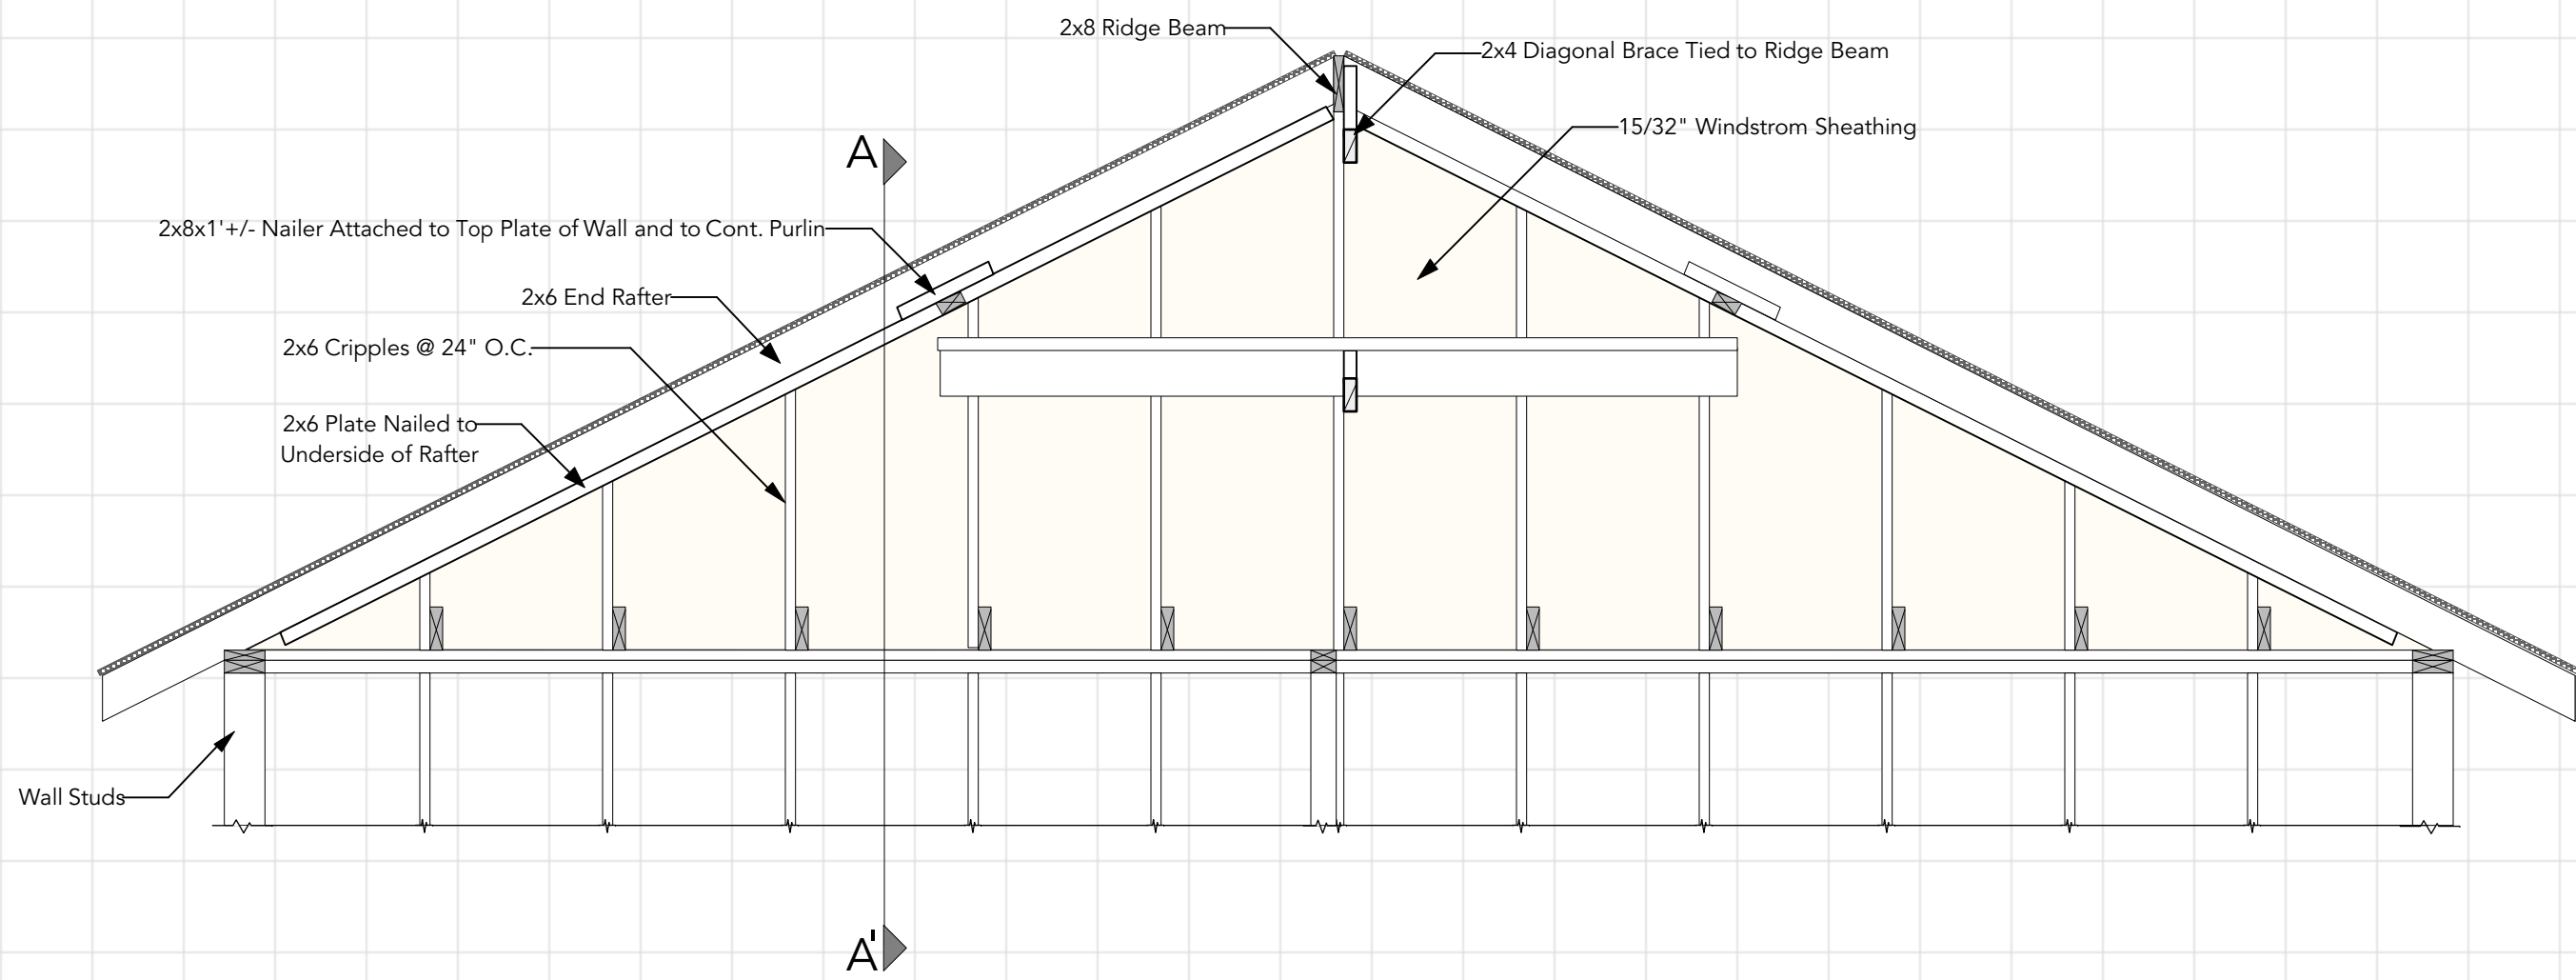 2x8 Ridge Beam
2x4 Diagonal Brace Tied to Ridge Beam
15/32" Windstrom Sheathing
A
2x8x1'+/- Nailer Attached to Top Plate of Wall and to Cont. Purlin
2x6 End Rafter
2x6 Cripples @ 24" O.C.
2x6 Plate Nailed to
Underside of Rafter
Wall Studs
A'